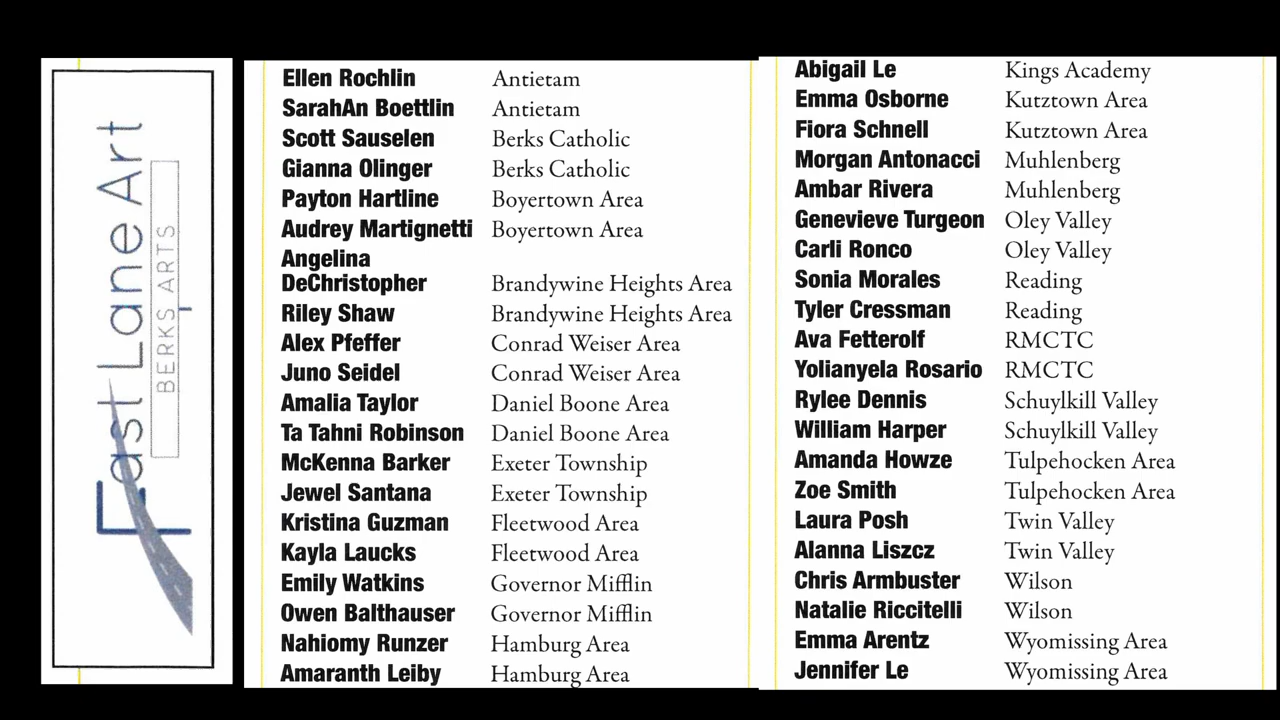 Fast Lane Art
BERKS ARTS
Ellen Rochlin Antietam
SarahAn Boettlin Antietam
Scott Sauselen Berks Catholic
Gianna Olinger Berks Catholic
Payton Hartline Boyertown Area
Audrey Martignetti Boyertown Area
Angelina
DeChristopher Brandywine Heights Area
Riley Shaw Brandywine Heights Area
Alex Pfeffer Conrad Weiser Area
Juno Seidel Conrad Weiser Area
Amalia Taylor Daniel Boone Area
Ta Tahni Robinson Daniel Boone Area
McKenna Barker Exeter Township
Jewel Santana Exeter Township
Kristina Guzman Fleetwood Area
Kayla Laucks Fleetwood Area
Emily Watkins Governor Mifflin
Owen Balthauser Governor Mifflin
Nahiomy Runzer Hamburg Area
Amaranth Leiby Hamburg Area
Abigail Le Kings Academy
Emma Osborne Kutztown Area
Fiora Schnell Kutztown Area
Morgan Antonacci Muhlenberg
Ambar Rivera Muhlenberg
Genevieve Turgeon Oley Valley
Carli Ronco Oley Valley
Sonia Morales Reading
Tyler Cressman Reading
Ava Fetterolf RMCTC
Yolianyela Rosario RMCTC
Rylee Dennis Schuylkill Valley
William Harper Schuylkill Valley
Amanda Howze Tulpehocken Area
Zoe Smith Tulpehocken Area
Laura Posh Twin Valley
Alanna Liszcz Twin Valley
Chris Armbuster Wilson
Natalie Riccitelli Wilson
Emma Arentz Wyomissing Area
Jennifer Le Wyomissing Area